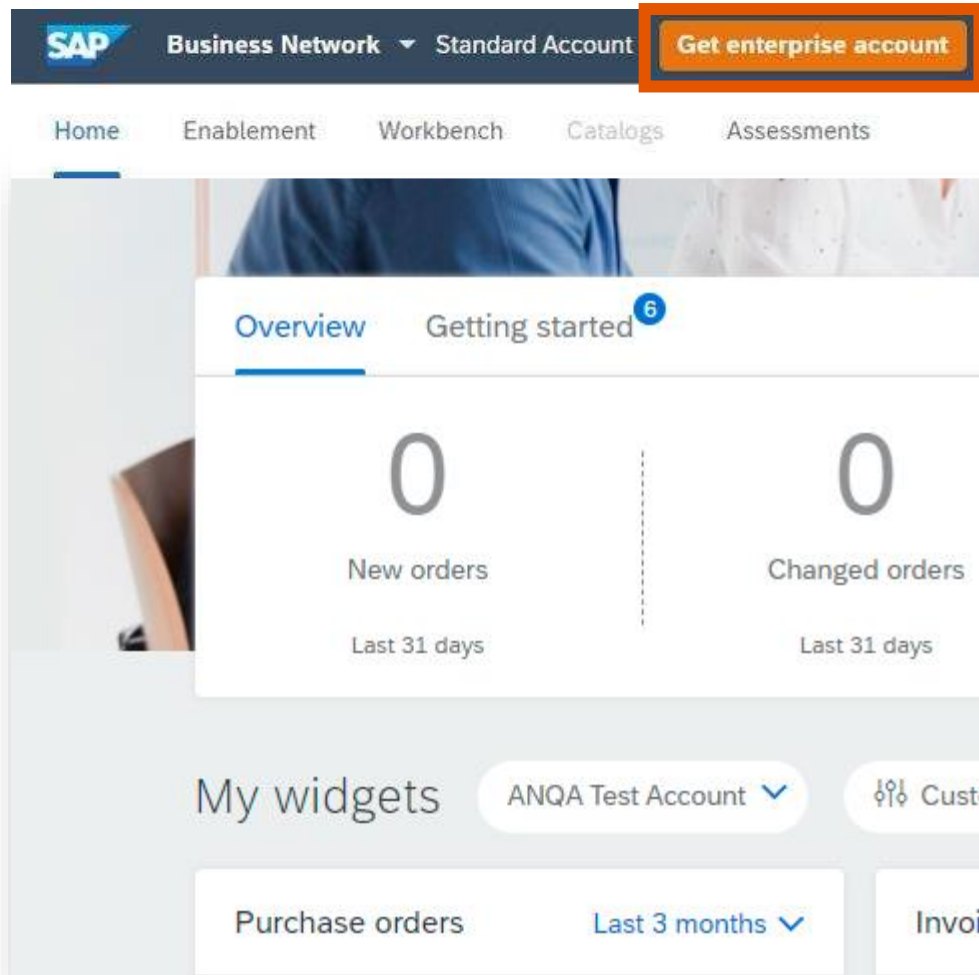 SAP Business Network Standard Account Get enterprise account
Home Enablement Workbench Catalogs Assessments
Overview Getting started 6
0 0
New orders Changed orders
Last 31 days Last 31 days
My widgets ANQA Test Account Cust
Purchase orders Last 3 months Invoi